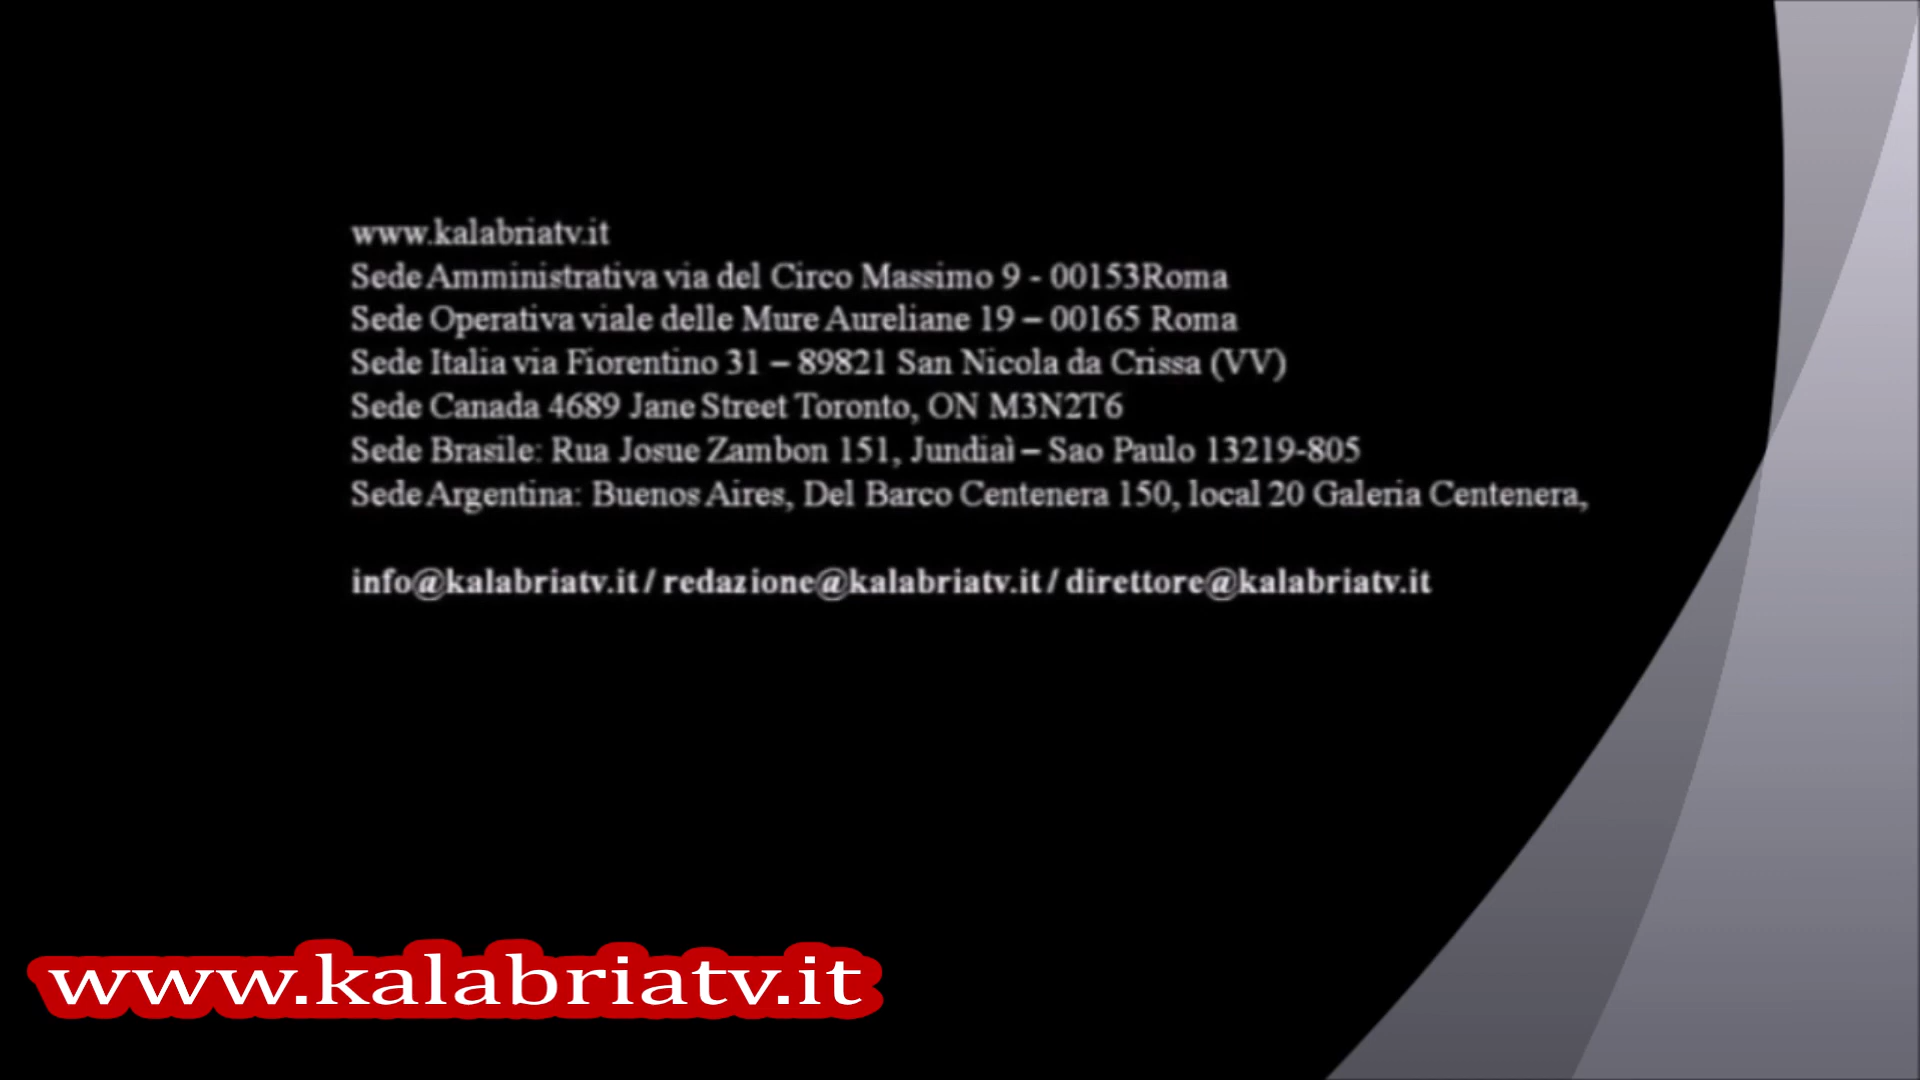 www.kalabriatv.it
Sede Amministrativa via del Circo Massimo 9 - 00153Roma
Sede Operativa viale delle Mure Aureliane 19 – 00165 Roma
Sede Italia via Fiorentino 31 – 89821 San Nicola da Crissa (VV)
Sede Canada 4689 Jane Street Toronto, ON M3N2T6
Sede Brasile: Rua Josue Zambon 151, Jundiaì – Sao Paulo 13219-805
Sede Argentina: Buenos Aires, Del Barco Centenera 150, local 20 Galeria Centenera,
info@kalabriatv.it / redazione@kalabriatv.it / direttore@kalabriatv.it
www.kalabriatv.it